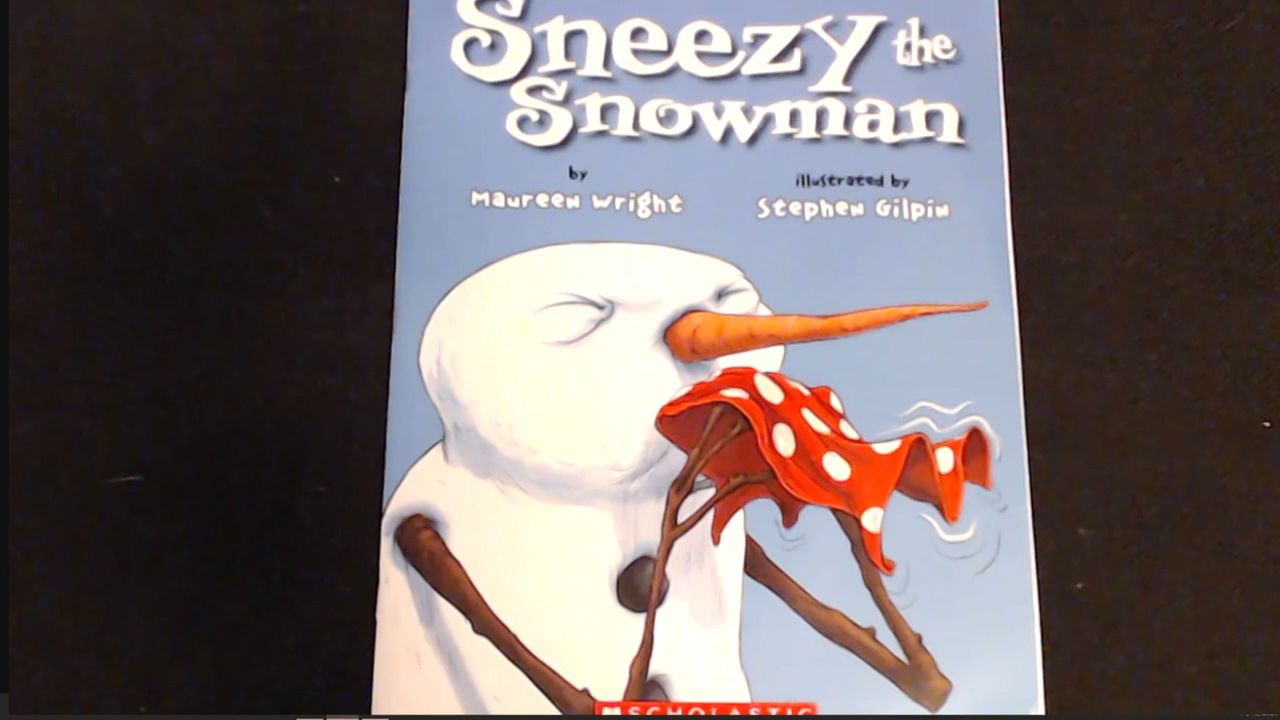 Sneezy the
Snowman
by
Maureen Wright
illustrated by
Stephen Gilpin
SCHOLASTIC